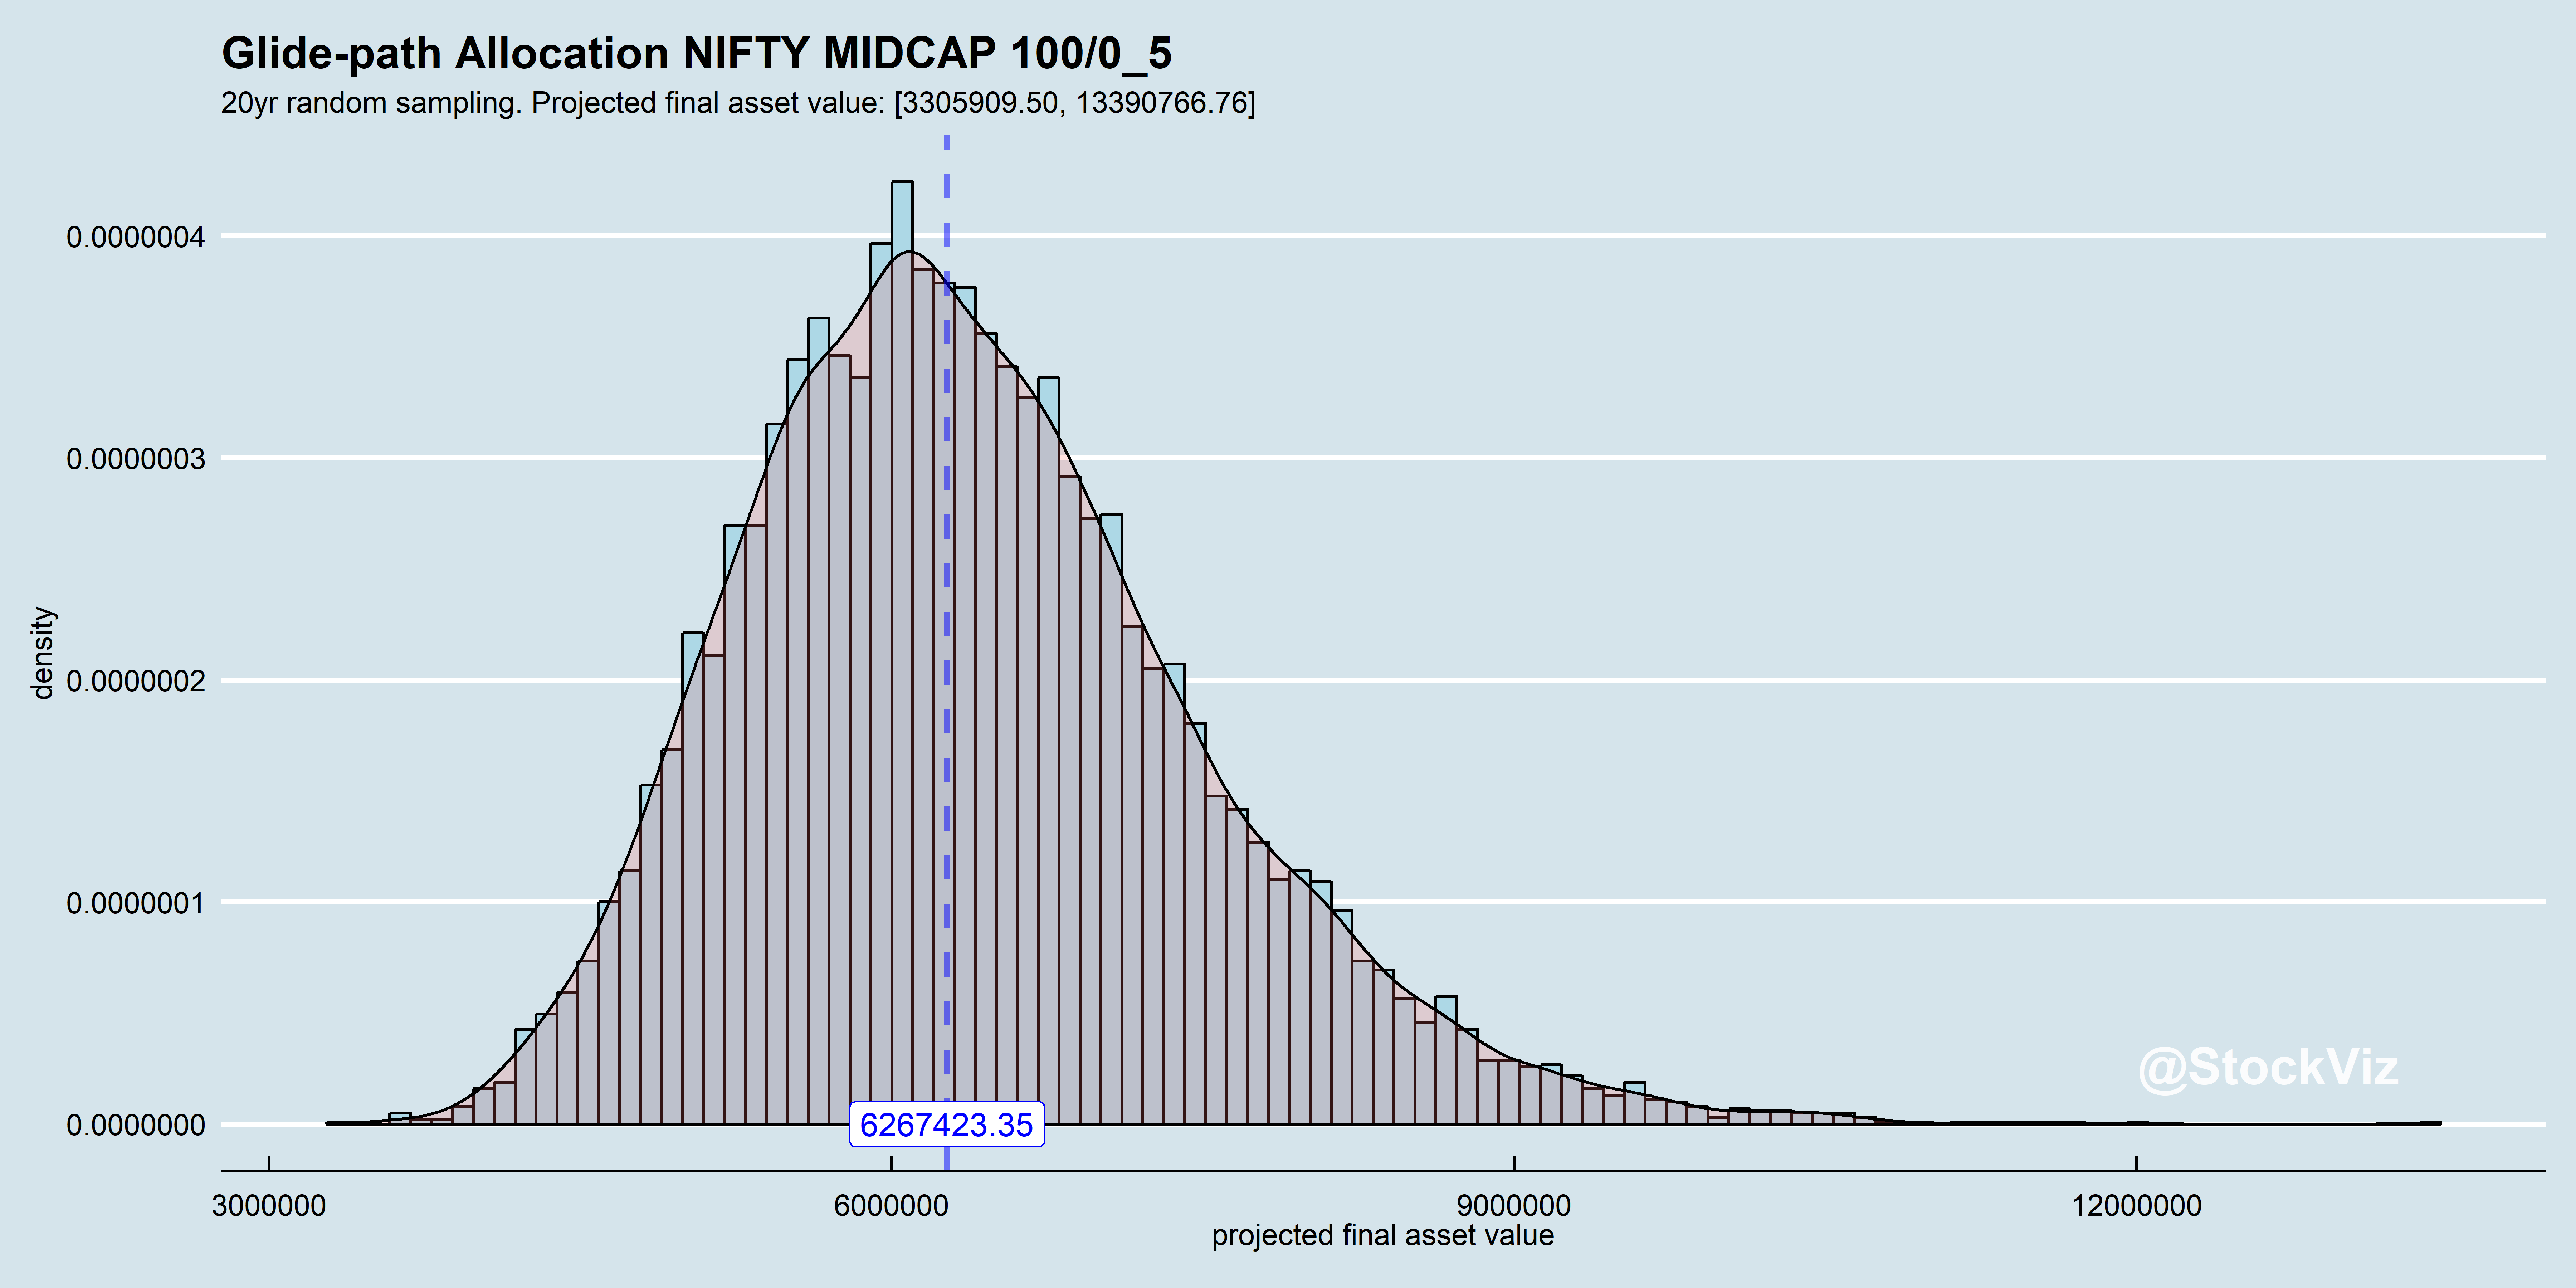 Glide-path Allocation NIFTY MIDCAP 100/0_5
20yr random sampling. Projected final asset value: [3305909.50, 13390766.76]
0.0000004
0.0000003
0.0000002
0.0000001
0.0000000
density
6267423.35
@StockViz
3000000 6000000 9000000 12000000
projected final asset value